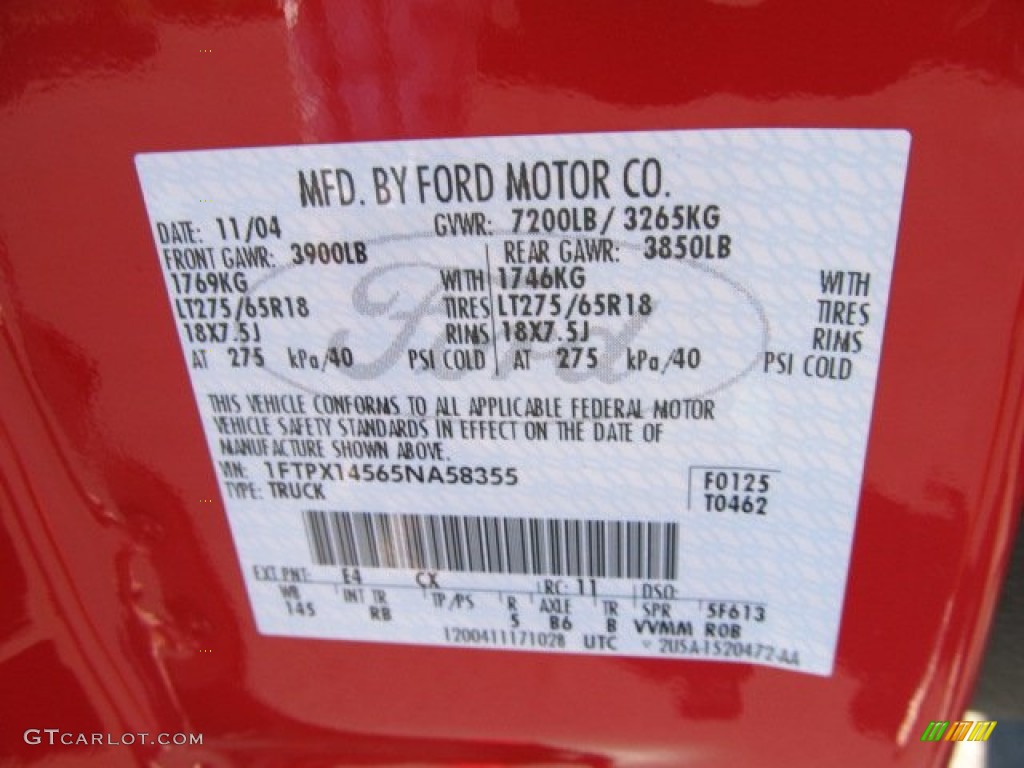 MFD. BY FORD MOTOR CO.
DATE: 11/04 GVWR: 7200LB/ 3265KG
FRONT GAWR: 3900LB REAR GAWR: 3850LB
1769KG WITH 1746KG WITH
LT275/65R18 TIRES LT275/65R18 TIRES
18X7.5J RIMS 18X7.5J RIMS
AT 275 kPa/40 PSI COLD AT 275 kPa/40 PSI COLD
Ford
THIS VEHICLE CONFORMS TO ALL APPLICABLE FEDERAL MOTOR
VEHICLE SAFETY STANDARDS IN EFFECT ON THE DATE OF
MANUFACTURE SHOWN ABOVE.
VIN: 1FTPX14565NA58355 F0125
TYPE: TRUCK T0462
EXT PNT: E4 CX RC: 11 DSO:
WB INT TR TP/PS R AXLE TR SPR 5F613
145 RB 5 B6 B VVMM ROB
1200411171028 UTC 2U5A-1520472-AA
GTCARLOT.COM